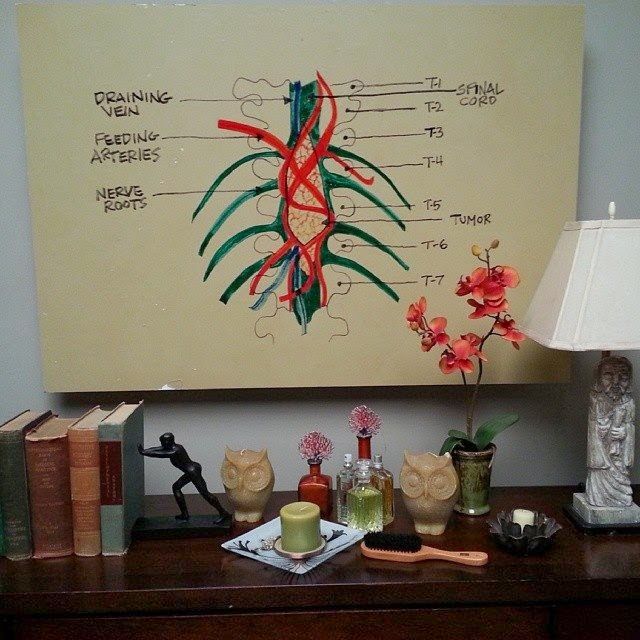 DRAINING
VEIN
FEEDING
ARTERIES
NERVE
ROOTS
T-1
SPINAL
CORD
T-2
T-3
T-4
T-5
TUMOR
T-6
T-7